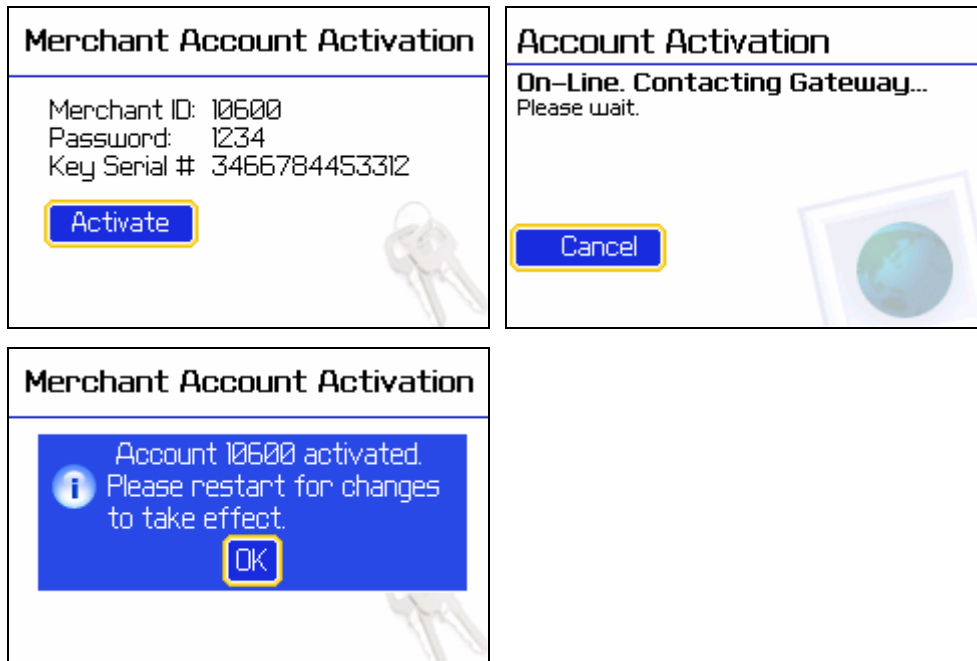 Merchant Account Activation
Merchant ID: 10600
Password: 1234
Key Serial # 3466784453312
Activate
Account Activation
On-Line. Contacting Gateway...
Please wait.
Cancel
Merchant Account Activation
Account 10600 activated.
Please restart for changes
to take effect.
OK